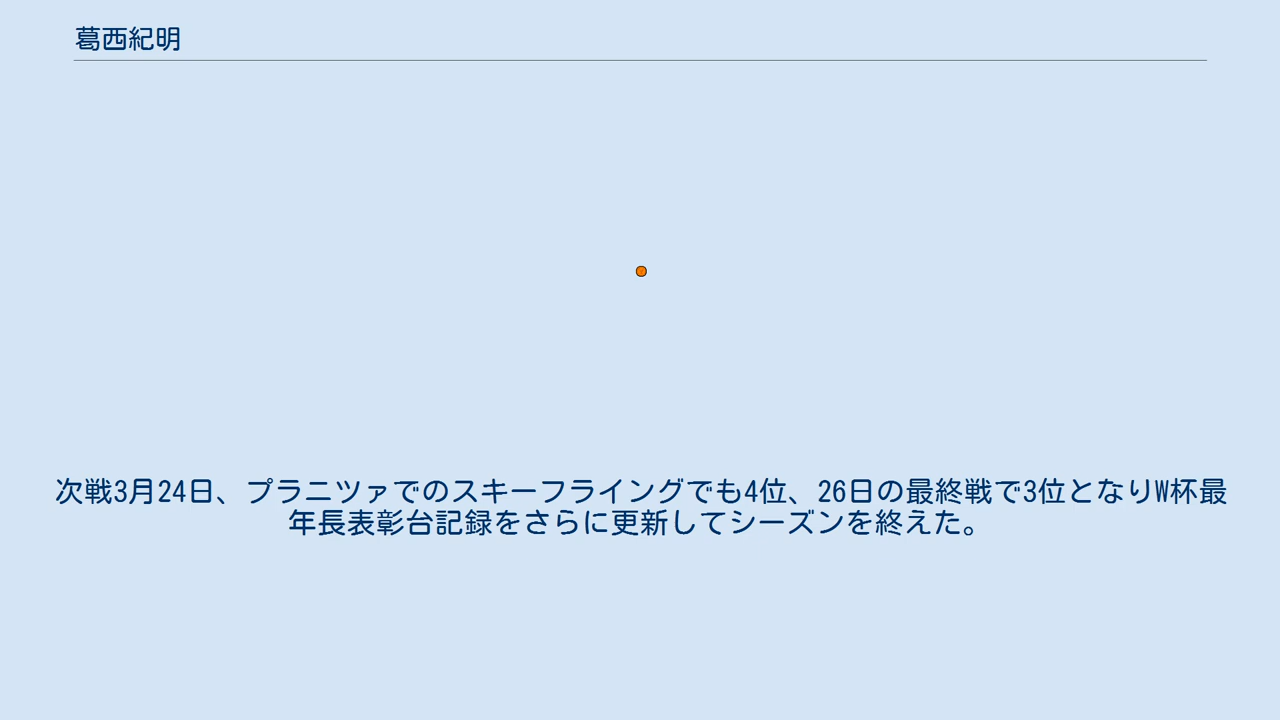 葛西紀明
次戦3月24日、プラニツァでのスキーフライングでも4位、26日の最終戦で3位となりW杯最
年長表彰台記録をさらに更新してシーズンを終えた。